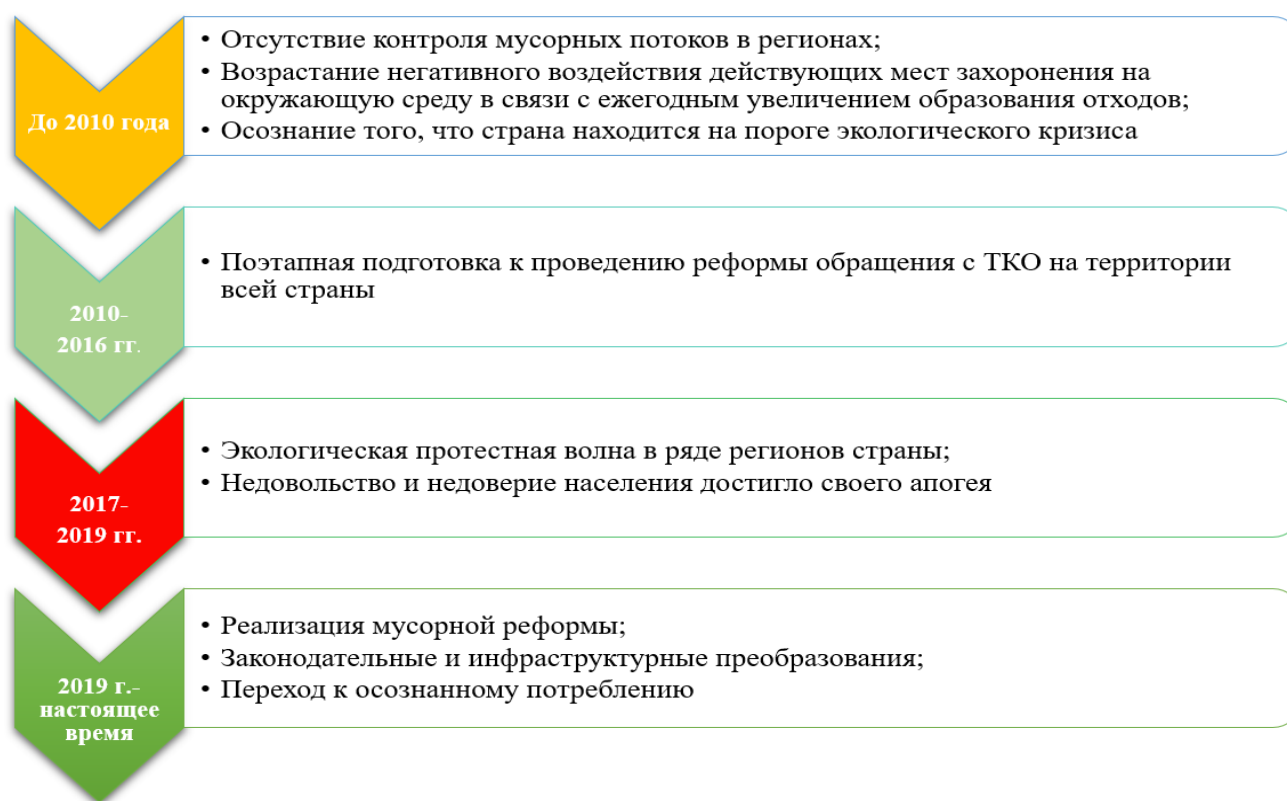 До 2010 года
• Отсутствие контроля мусорных потоков в регионах;
• Возрастание негативного воздействия действующих мест захоронения на
окружающую среду в связи с ежегодным увеличением образования отходов;
• Осознание того, что страна находится на пороге экологического кризиса
2010-
2016 гг.
• Поэтапная подготовка к проведению реформы обращения с ТКО на территории
всей страны
2017-
2019 гг.
• Экологическая протестная волна в ряде регионов страны;
• Недовольство и недоверие населения достигло своего апогея
2019 г.-
настоящее
время
• Реализация мусорной реформы;
• Законодательные и инфраструктурные преобразования;
• Переход к осознанному потреблению